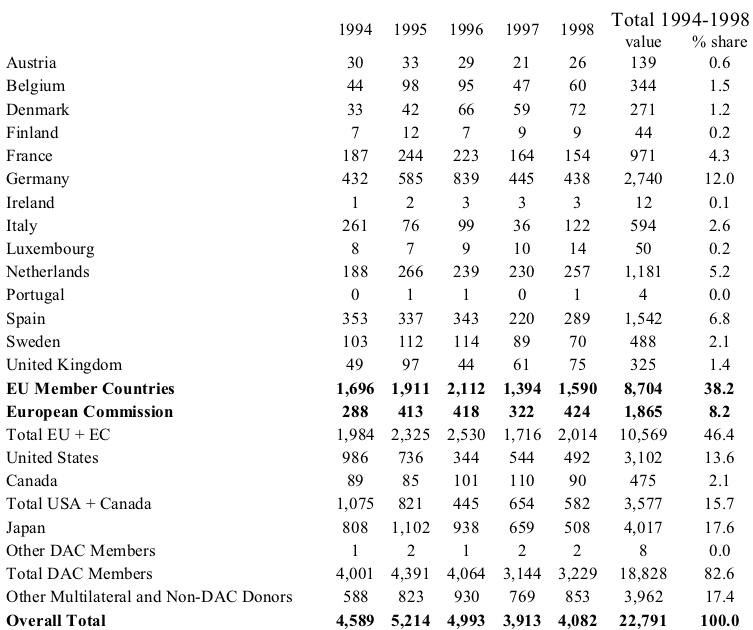 1994 1995 1996 1997 1998 Total 1994-1998
value % share
Austria 30 33 29 21 26 139 0.6
Belgium 44 98 95 47 60 344 1.5
Denmark 33 42 66 59 72 271 1.2
Finland 7 12 7 9 9 44 0.2
France 187 244 223 164 154 971 4.3
Germany 432 585 839 445 438 2,740 12.0
Ireland 1 2 3 3 3 12 0.1
Italy 261 76 99 36 122 594 2.6
Luxembourg 8 7 9 10 14 50 0.2
Netherlands 188 266 239 230 257 1,181 5.2
Portugal 0 1 1 0 1 4 0.0
Spain 353 337 343 220 289 1,542 6.8
Sweden 103 112 114 89 70 488 2.1
United Kingdom 49 97 44 61 75 325 1.4
EU Member Countries 1,696 1,911 2,112 1,394 1,590 8,704 38.2
European Commission 288 413 418 322 424 1,865 8.2
Total EU + EC 1,984 2,325 2,530 1,716 2,014 10,569 46.4
United States 986 736 344 544 492 3,102 13.6
Canada 89 85 101 110 90 475 2.1
Total USA + Canada 1,075 821 445 654 582 3,577 15.7
Japan 808 1,102 938 659 508 4,017 17.6
Other DAC Members 1 2 1 2 2 8 0.0
Total DAC Members 4,001 4,391 4,064 3,144 3,229 18,828 82.6
Other Multilateral and Non-DAC Donors 588 823 930 769 853 3,962 17.4
Overall Total 4,589 5,214 4,993 3,913 4,082 22,791 100.0